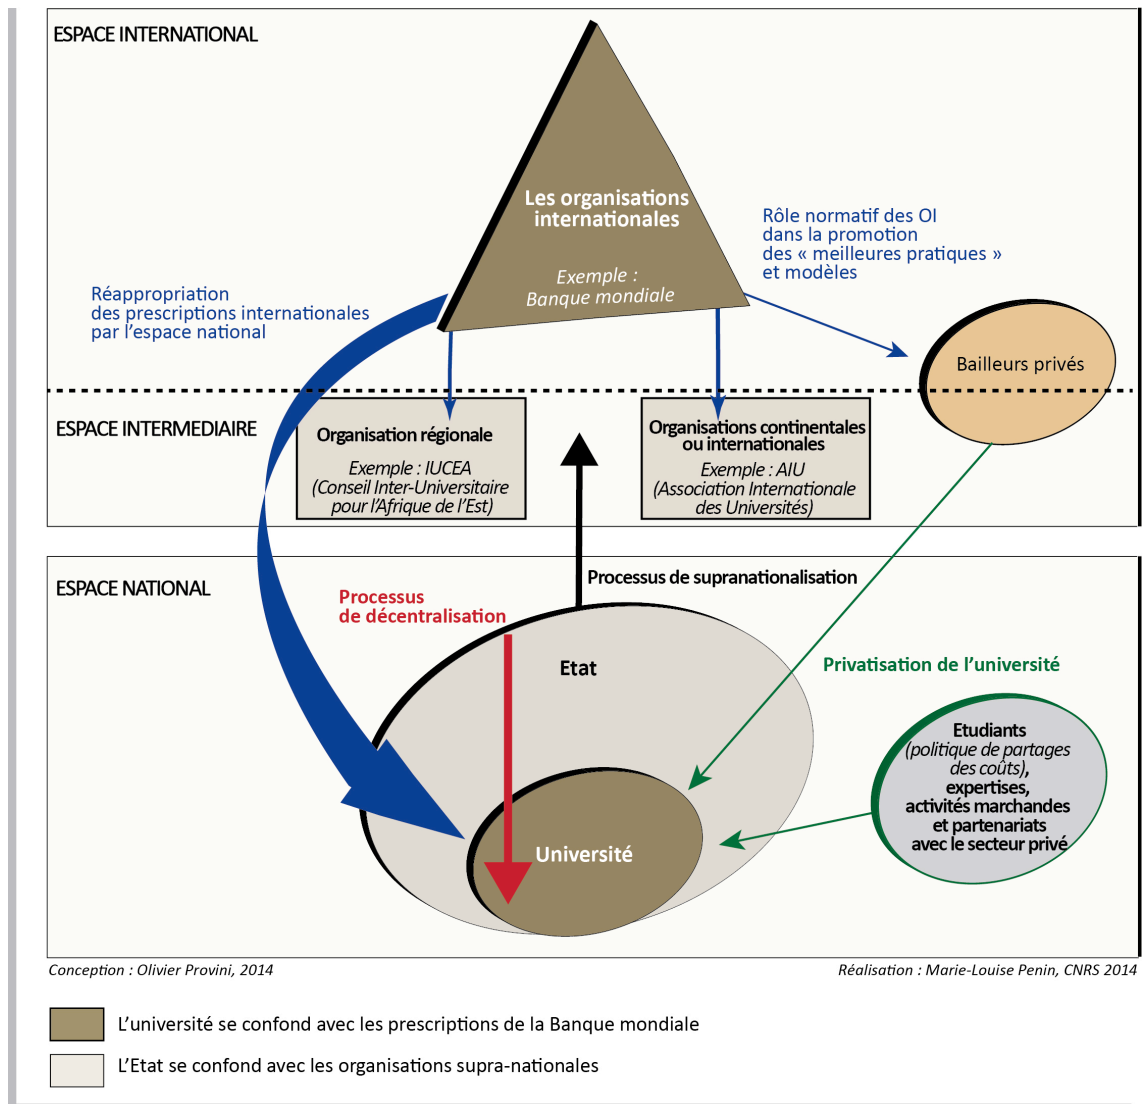 ESPACE INTERNATIONAL
Les organisations
internationales
Exemple :
Banque mondiale
Rôle normatif des OI
dans la promotion
des « meilleures pratiques »
et modèles
Réappropriation
des prescriptions internationales
par l’espace national
Bailleurs privés
ESPACE INTERMEDIAIRE
Organisation régionale
Exemple : IUCEA
(Conseil Inter-Universitaire
pour l’Afrique de l’Est)
Organisations continentales
ou internationales
Exemple : AIU
(Association Internationale
des Universités)
ESPACE NATIONAL
Processus de supranationalisation
Processus
de décentralisation
Etat
Privatisation de l’université
Etudiants
(politique de partages
des coûts),
expertises,
activités marchandes
et partenariats
avec le secteur privé
Université
Conception : Olivier Provini, 2014
Réalisation : Marie-Louise Penin, CNRS 2014
L’université se confond avec les prescriptions de la Banque mondiale
L’Etat se confond avec les organisations supra-nationales